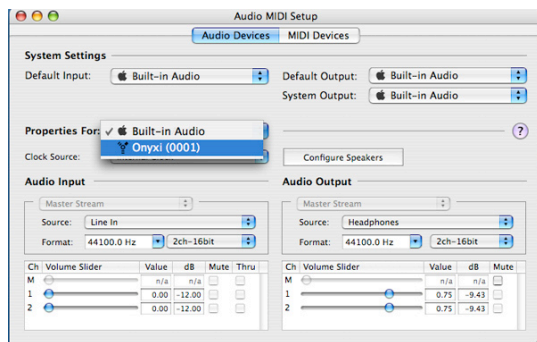 Audio MIDI Setup
Audio Devices MIDI Devices
System Settings
Default Input: Built-in Audio Default Output: Built-in Audio
System Output: Built-in Audio
Properties For: ✓ Built-in Audio ?
Onyxi (0001)
Clock Source: Configure Speakers
Audio Input Audio Output
Master Stream Master Stream
Source: Line In Source: Headphones
Format: 44100.0 Hz 2ch-16bit Format: 44100.0 Hz 2ch-16bit
Ch Volume Slider Value dB Mute Thru Ch Volume Slider Value dB Mute
M n/a n/a M n/a n/a
1 0.00 -12.00 1 0.75 -9.43
2 0.00 -12.00 2 0.75 -9.43